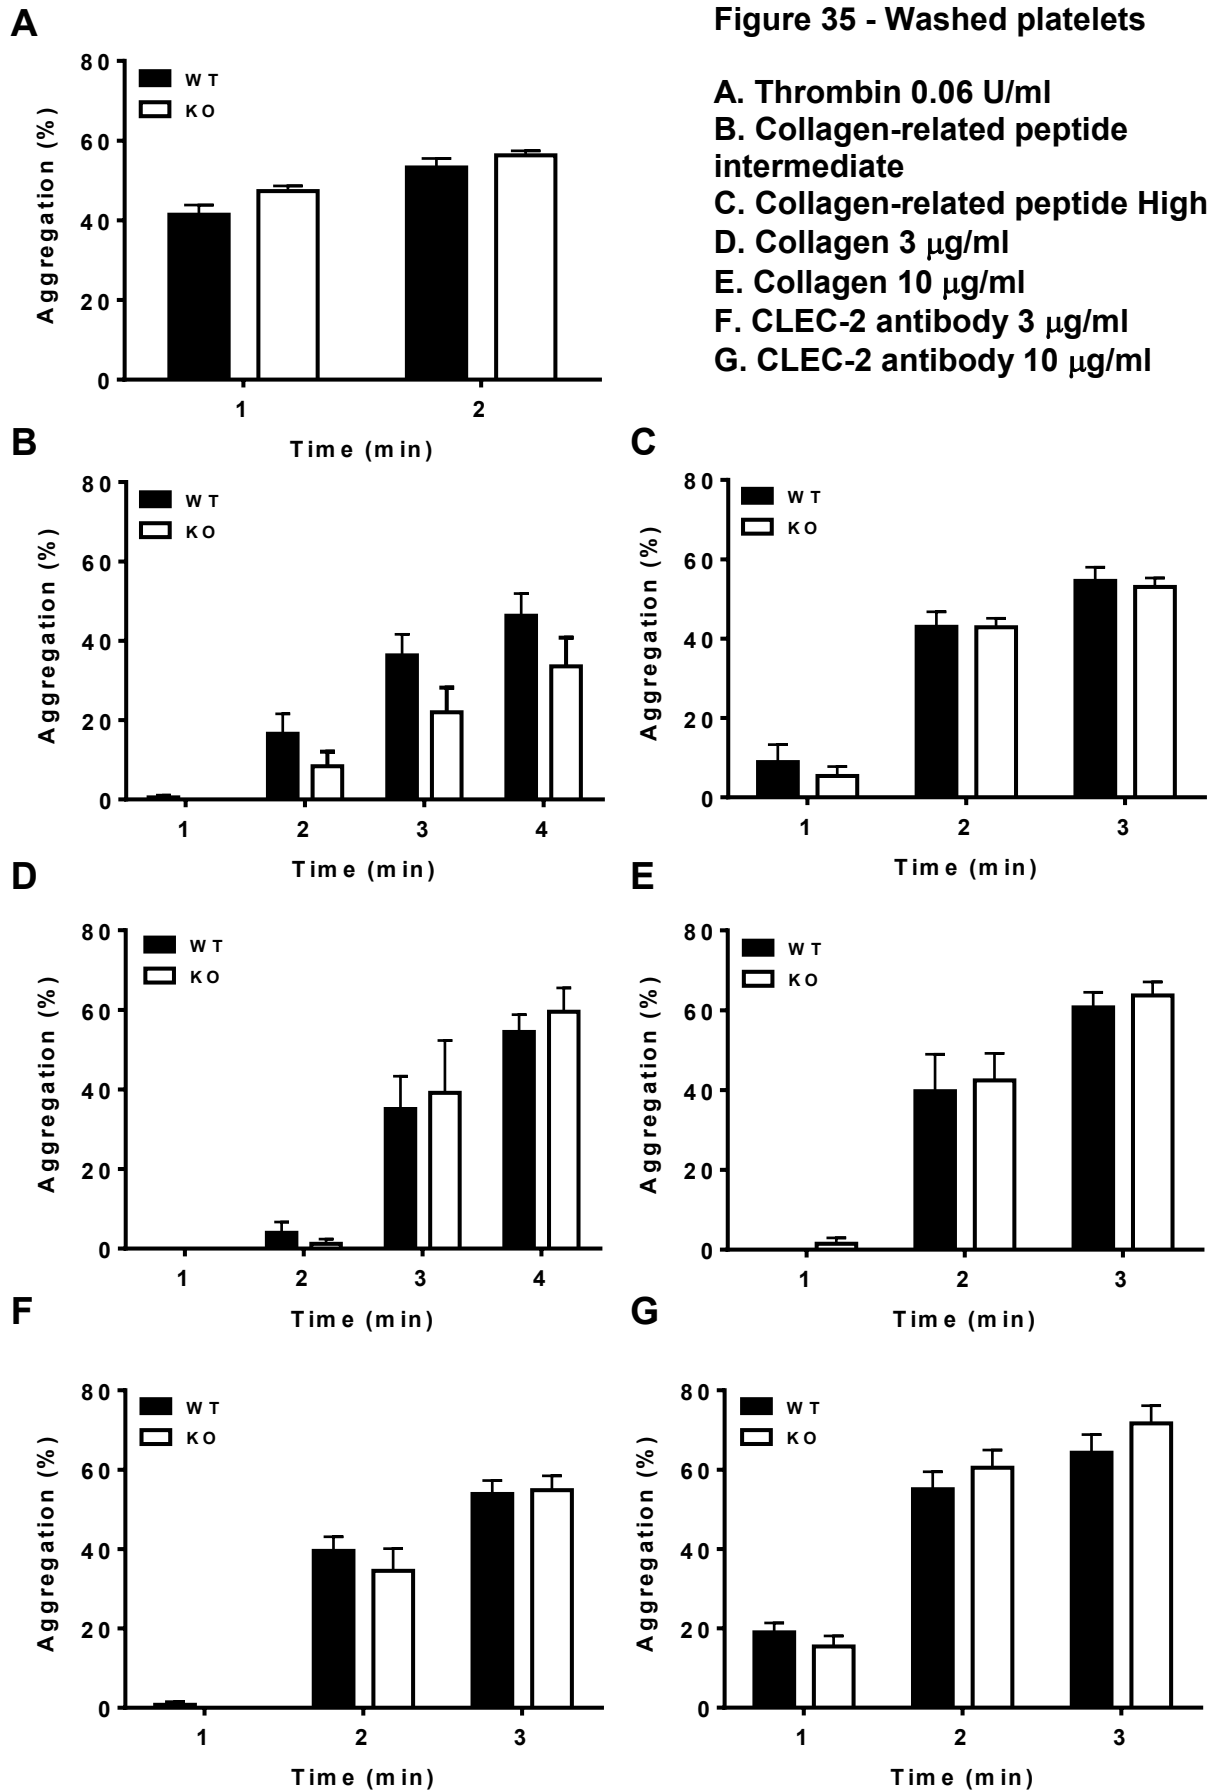 A
Figure 35 - Washed platelets
A. Thrombin 0.06 U/ml
B. Collagen-related peptide
intermediate
C. Collagen-related peptide High
D. Collagen 3 μg/ml
E. Collagen 10 μg/ml
F. CLEC-2 antibody 3 μg/ml
G. CLEC-2 antibody 10 μg/ml
80
60
40
20
0
Aggregation (%)
WT
KO
1 2
Time (min)
B
80
60
40
20
0
Aggregation (%)
WT
KO
1 2 3 4
Time (min)
C
80
60
40
20
0
Aggregation (%)
WT
KO
1 2 3
Time (min)
D
80
60
40
20
0
Aggregation (%)
WT
KO
1 2 3 4
Time (min)
E
80
60
40
20
0
Aggregation (%)
WT
KO
1 2 3
Time (min)
F
80
60
40
20
0
Aggregation (%)
WT
KO
1 2 3
Time (min)
G
80
60
40
20
0
Aggregation (%)
WT
KO
1 2 3
Time (min)